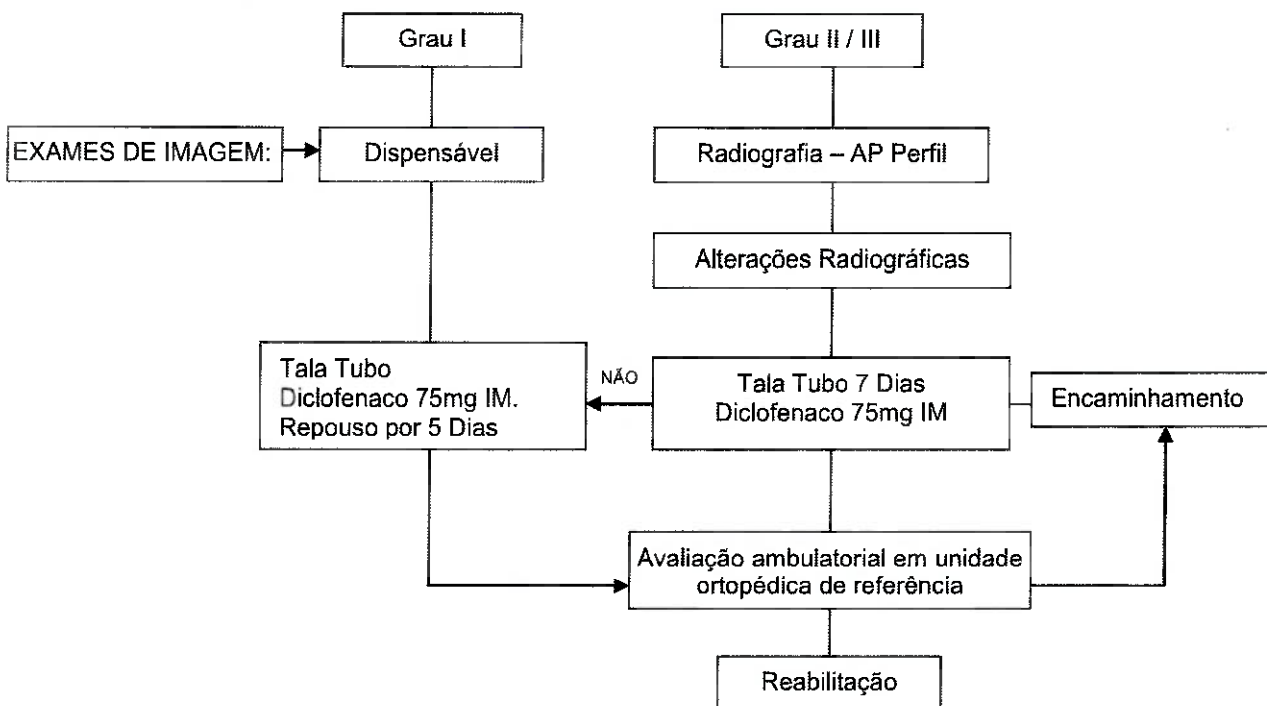 Grau I
Grau II / III
EXAMES DE IMAGEM:
Dispensável
Radiografia – AP Perfil
Alterações Radiográficas
Tala Tubo
Diclofenaco 75mg IM.
Repouso por 5 Dias
NÃO
Tala Tubo 7 Dias
Diclofenaco 75mg IM
Encaminhamento
Avaliação ambulatorial em unidade
ortopédica de referência
Reabilitação